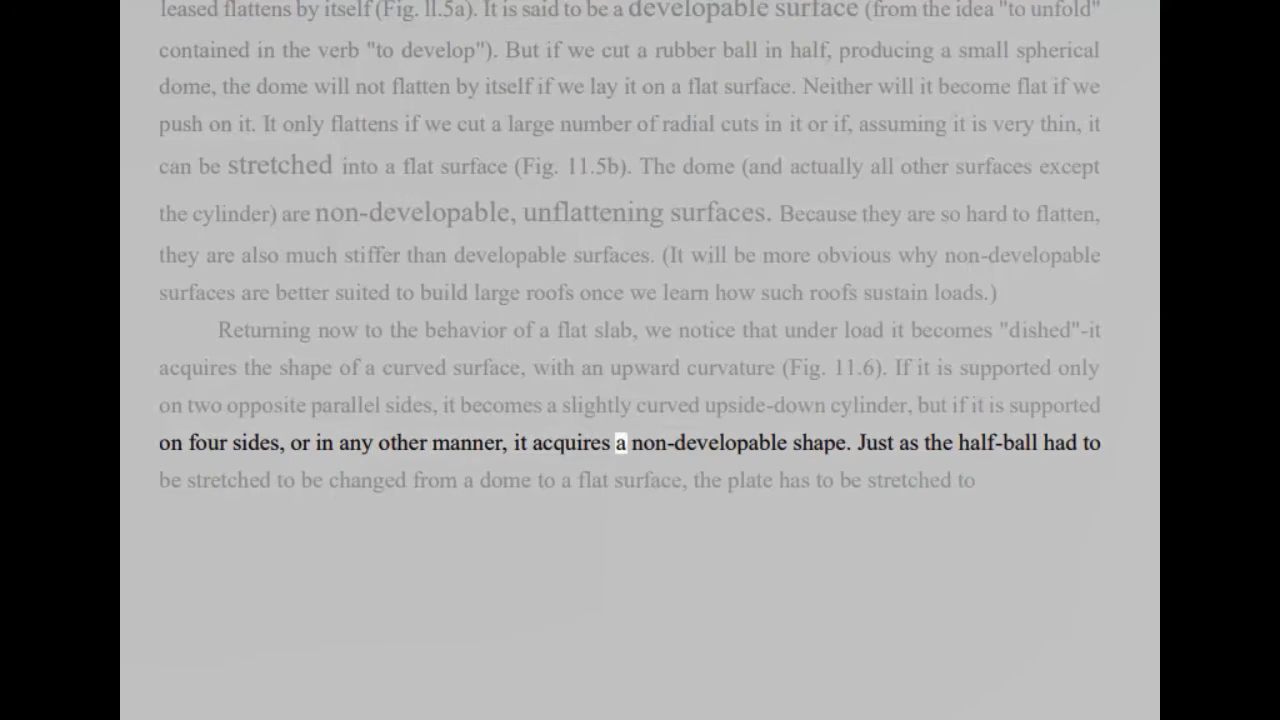 leased flattens by itself (Fig. ll.5a). It is said to be a developable surface (from the idea "to unfold"
contained in the verb "to develop"). But if we cut a rubber ball in half, producing a small spherical
dome, the dome will not flatten by itself if we lay it on a flat surface. Neither will it become flat if we
push on it. It only flattens if we cut a large number of radial cuts in it or if, assuming it is very thin, it
can be stretched into a flat surface (Fig. 11.5b). The dome (and actually all other surfaces except
the cylinder) are non-developable, unflattening surfaces. Because they are so hard to flatten,
they are also much stiffer than developable surfaces. (It will be more obvious why non-developable
surfaces are better suited to build large roofs once we learn how such roofs sustain loads.)
Returning now to the behavior of a flat slab, we notice that under load it becomes "dished"-it
acquires the shape of a curved surface, with an upward curvature (Fig. 11.6). If it is supported only
on two opposite parallel sides, it becomes a slightly curved upside-down cylinder, but if it is supported
on four sides, or in any other manner, it acquires a non-developable shape. Just as the half-ball had to
be stretched to be changed from a dome to a flat surface, the plate has to be stretched to